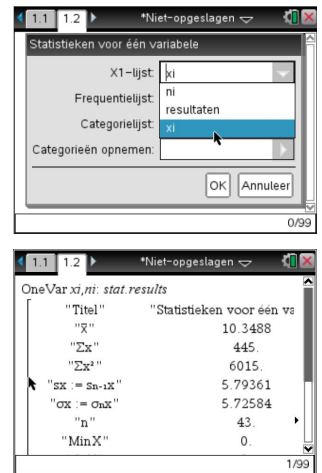 1.1 1.2 *Niet-opgeslagen
Statistieken voor één variabele
X1-lijst: xi
ni
Frequentielijst:
resultaten
Categorielijst:
xi
Categorieën opnemen:
OK Annuleer
0/99
1.1 1.2 *Niet-opgeslagen
OneVar xi,ni: stat.results
"Titel" "Statistieken voor één va
"x̄" 10.3488
"Σx" 445.
"Σx²" 6015.
"sx := sn-1x" 5.79361
"σx := σnx" 5.72584
"n" 43.
"MinX" 0.
1/99